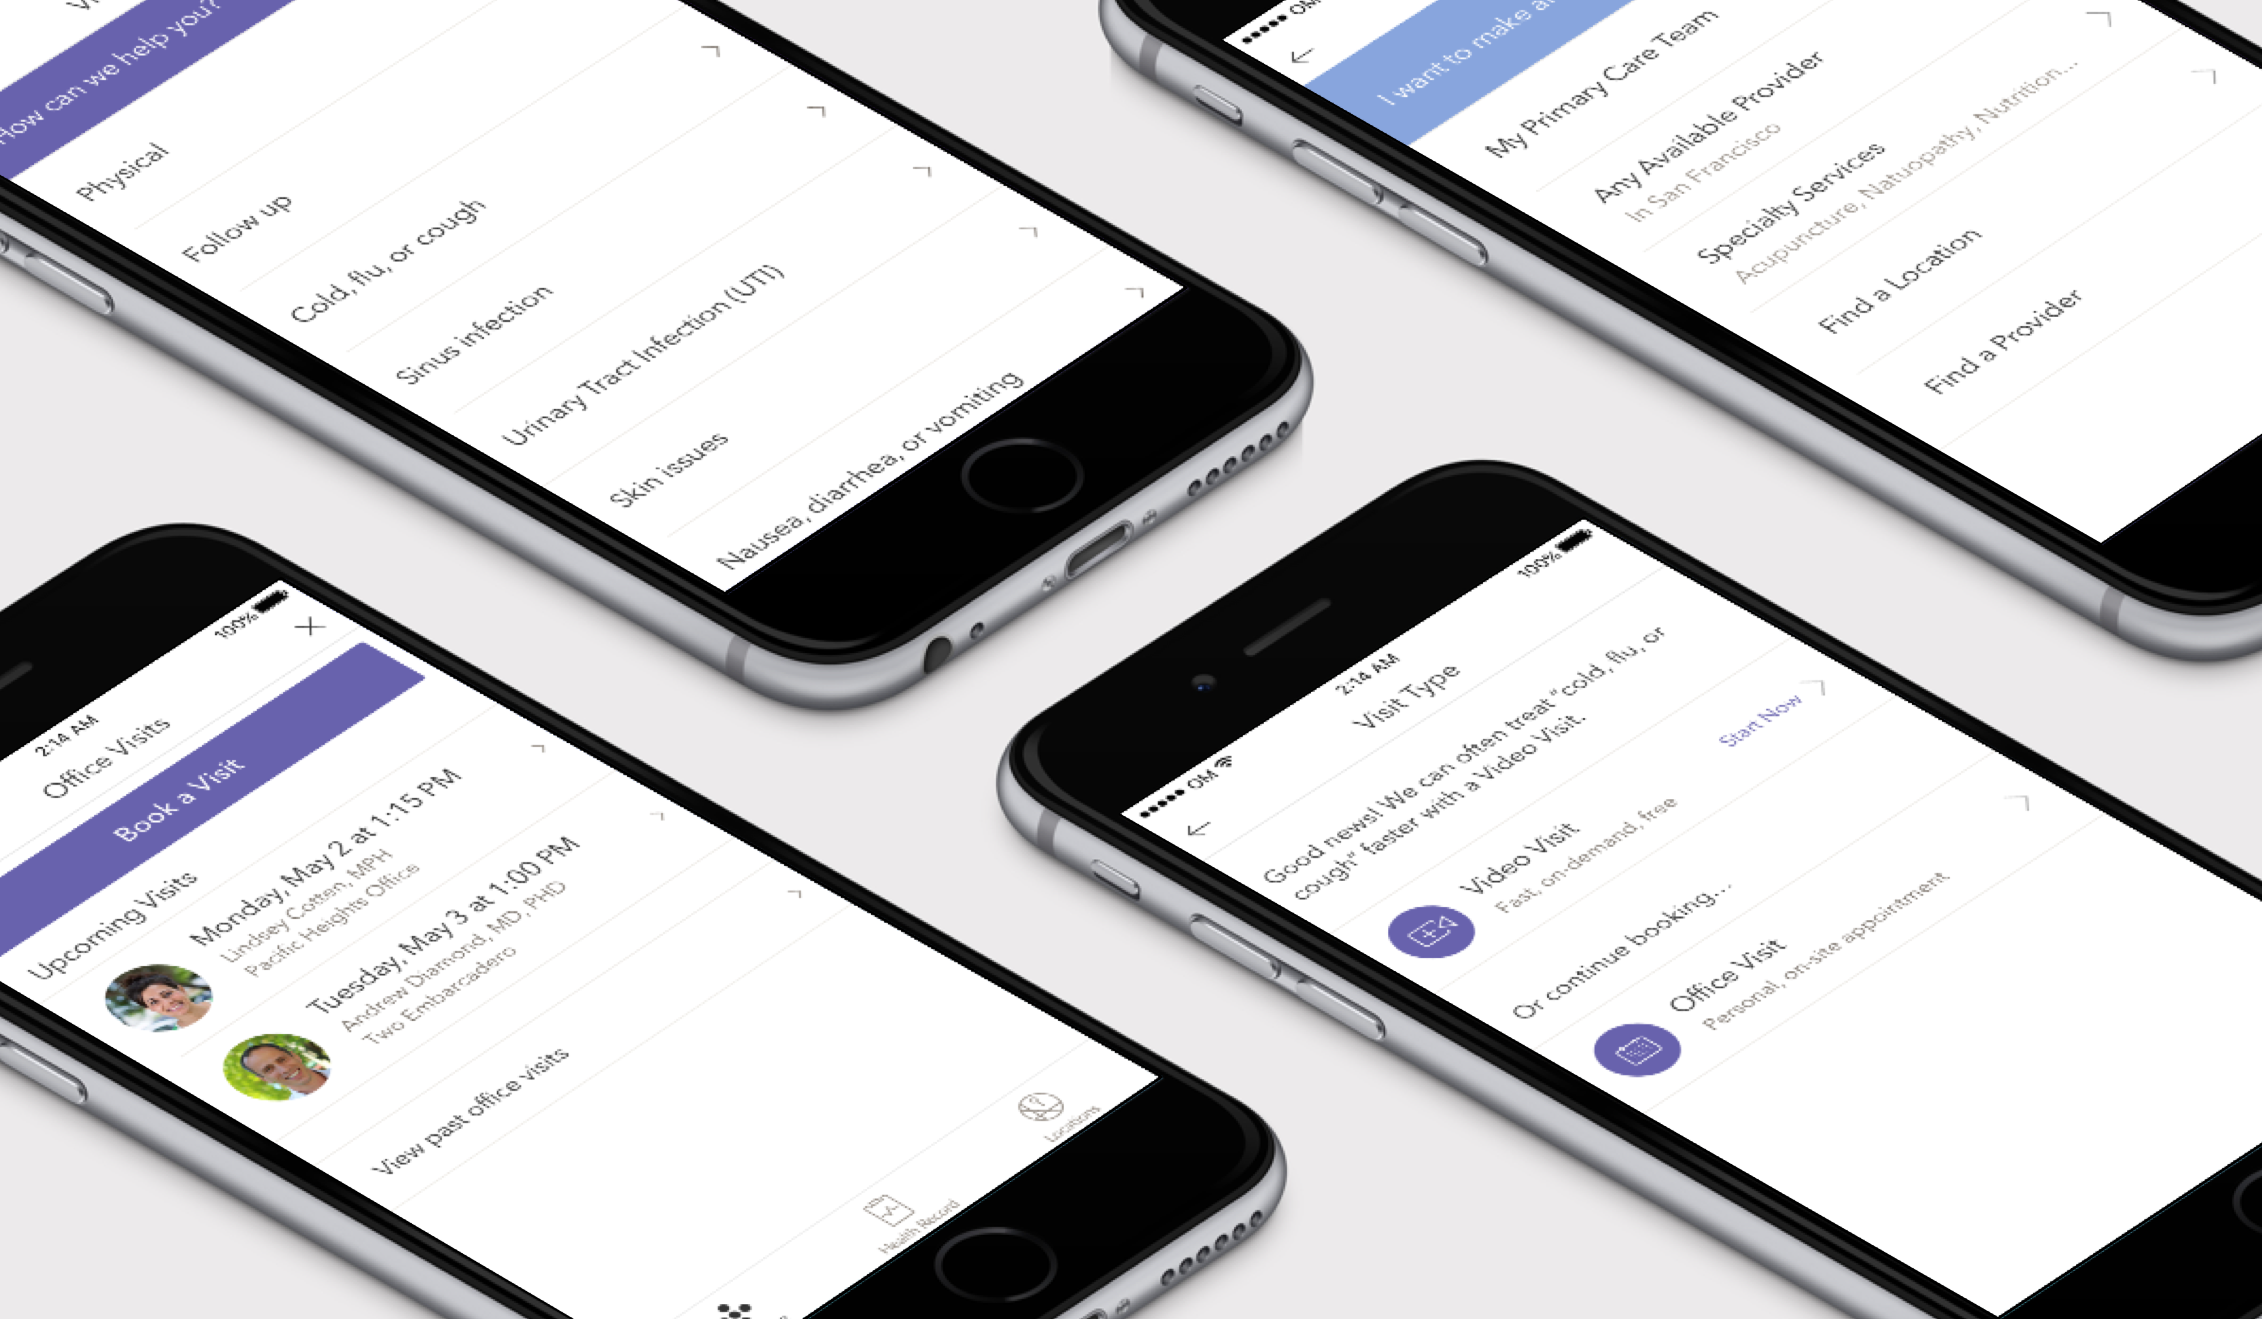 How can we help you?
Physical
Follow up
Cold, flu, or cough
Sinus infection
Urinary Tract Infection (UTI)
Skin issues
Nausea, diarrhea, or vomiting
OM
I want to make an
My Primary Care Team
Any Available Provider
In San Francisco
Specialty Services
Acupuncture, Natuopathy, Nutrition...
Find a Location
Find a Provider
2:14 AM
100%
Office Visits
Book a Visit
Upcoming Visits
Monday, May 2 at 1:15 PM
Lindsey Cotten, MPH
Pacific Heights Office
Tuesday, May 3 at 1:00 PM
Andrew Diamond, MD, PHD
Two Embarcadero
View past office visits
Health Record
Locations
OM
2:14 AM
100%
Visit Type
Good news! We can often treat "cold, flu, or
cough" faster with a Video Visit.
Video Visit
Fast, on-demand, free
Start Now
Or continue booking...
Office Visit
Personal, on-site appointment